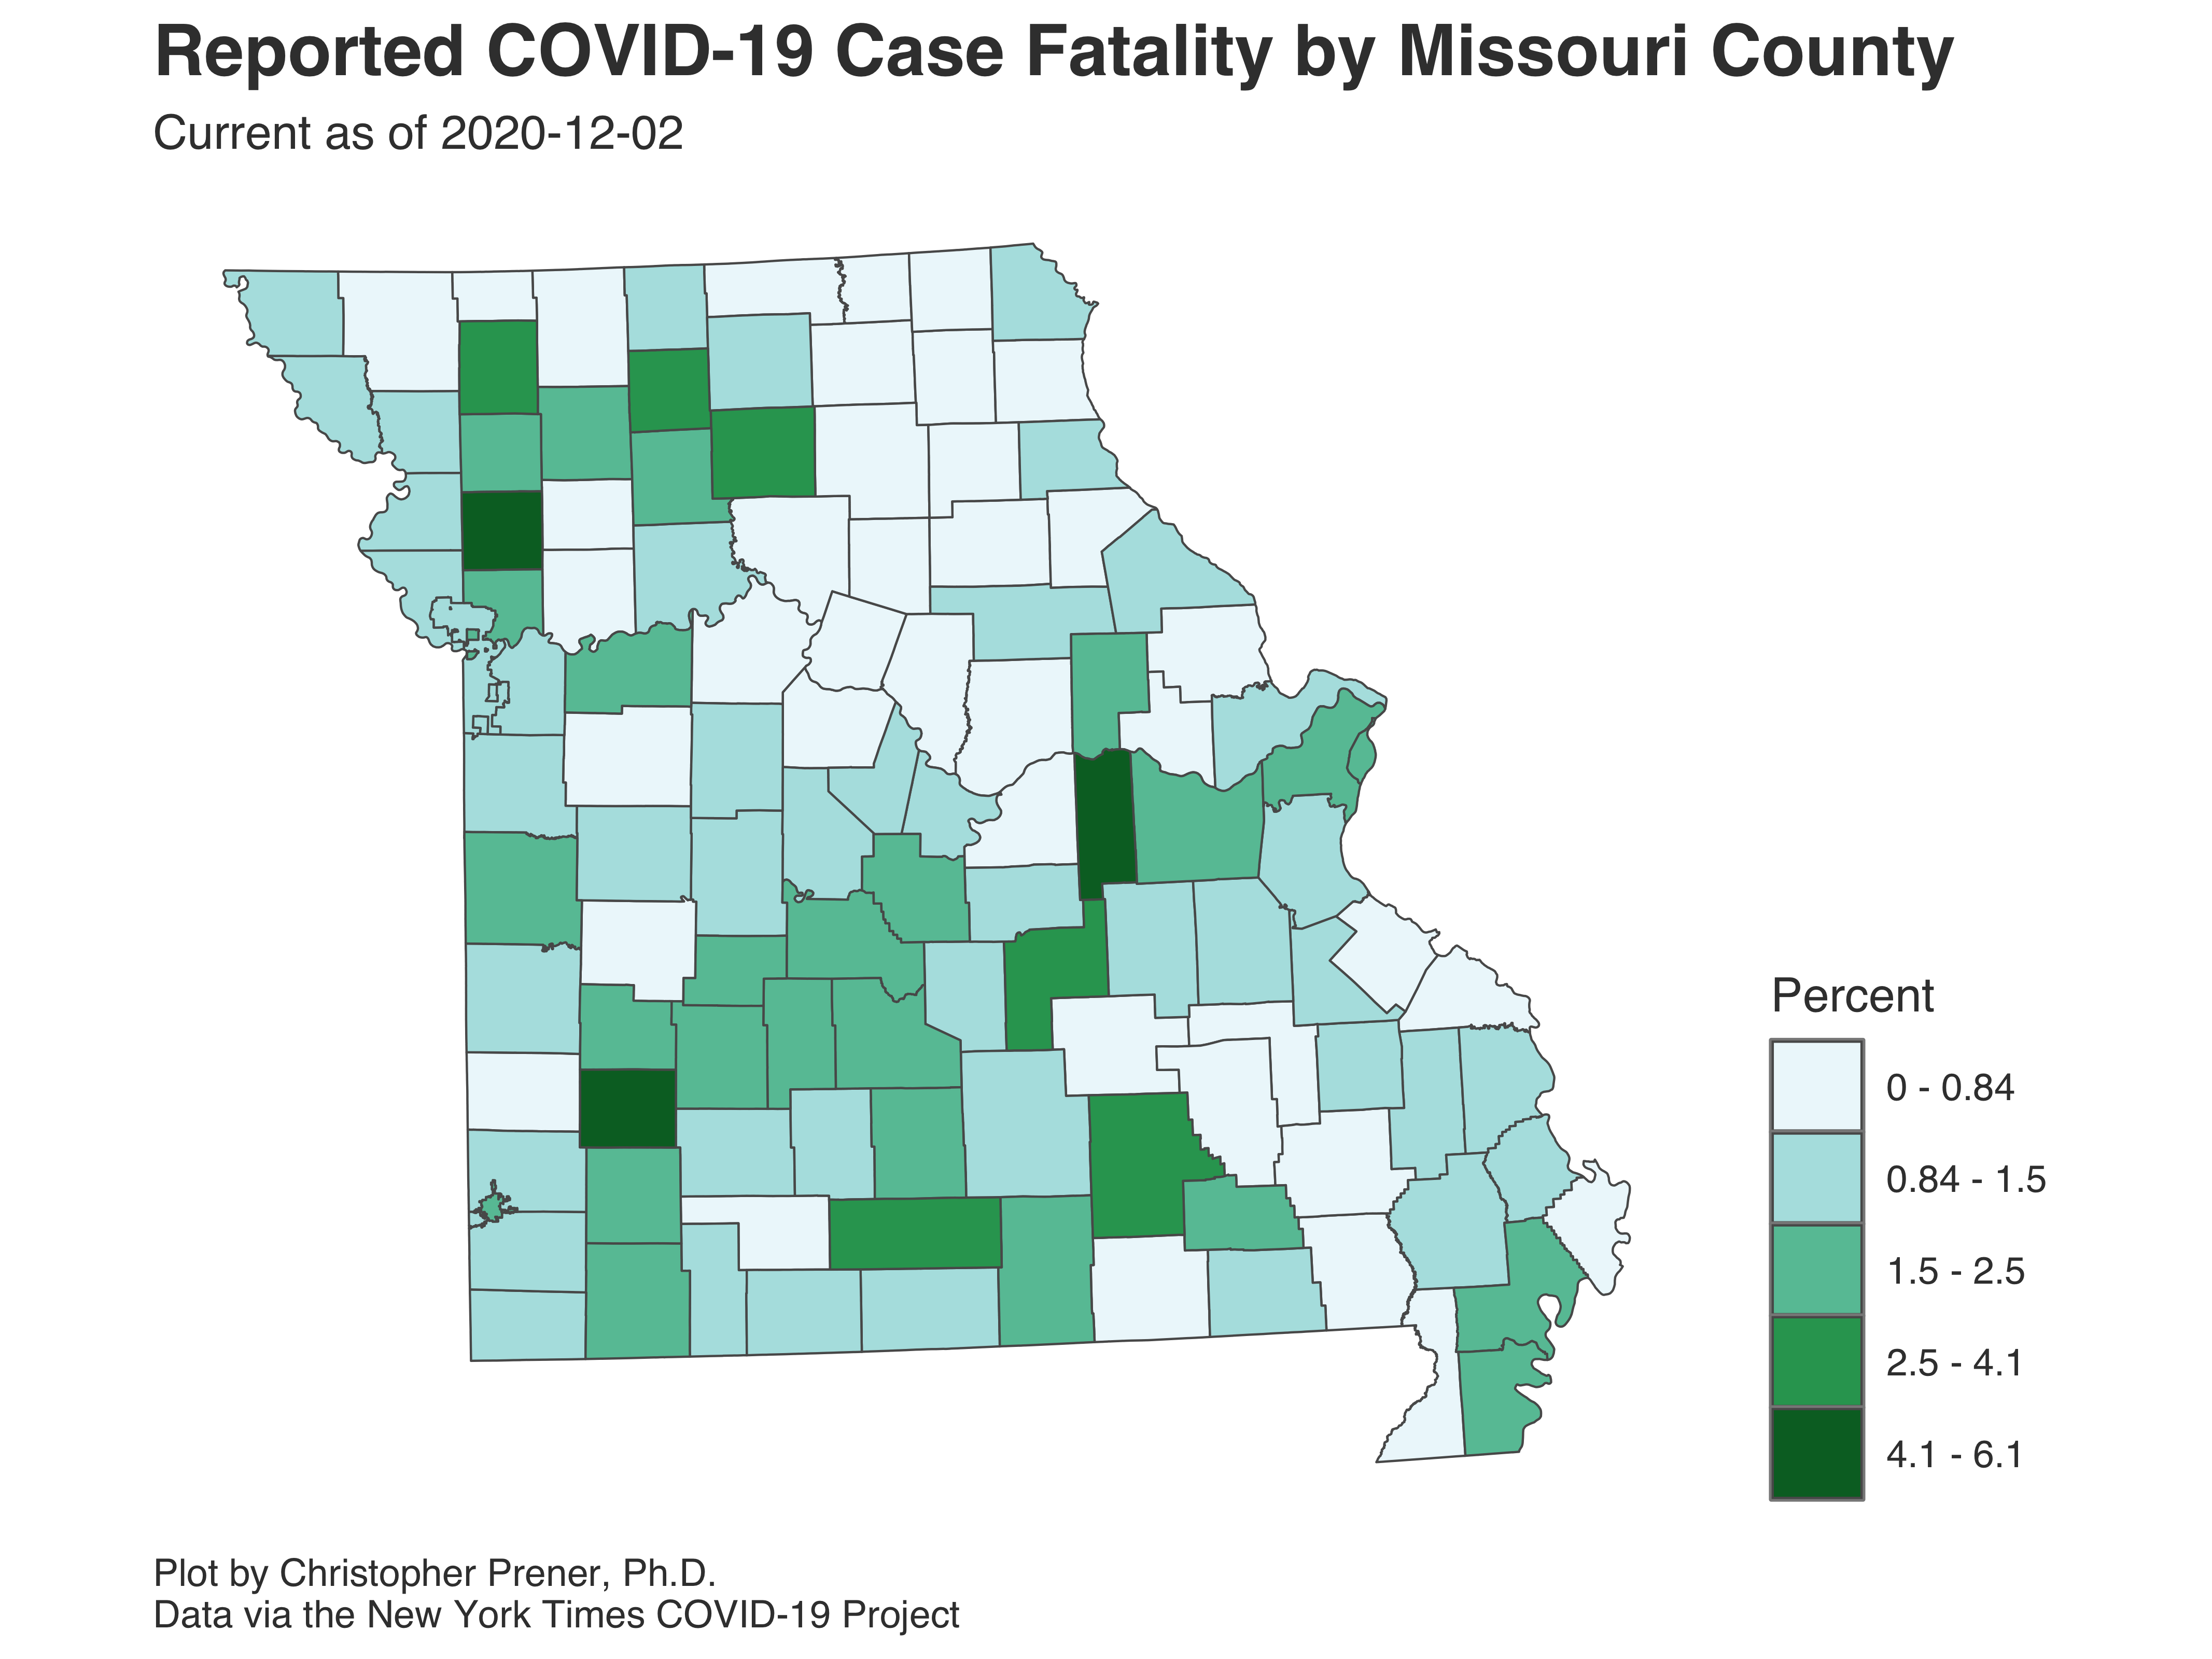 Reported COVID-19 Case Fatality by Missouri County
Current as of 2020-12-02
Percent
0 - 0.84
0.84 - 1.5
1.5 - 2.5
2.5 - 4.1
4.1 - 6.1
Plot by Christopher Prener, Ph.D.
Data via the New York Times COVID-19 Project